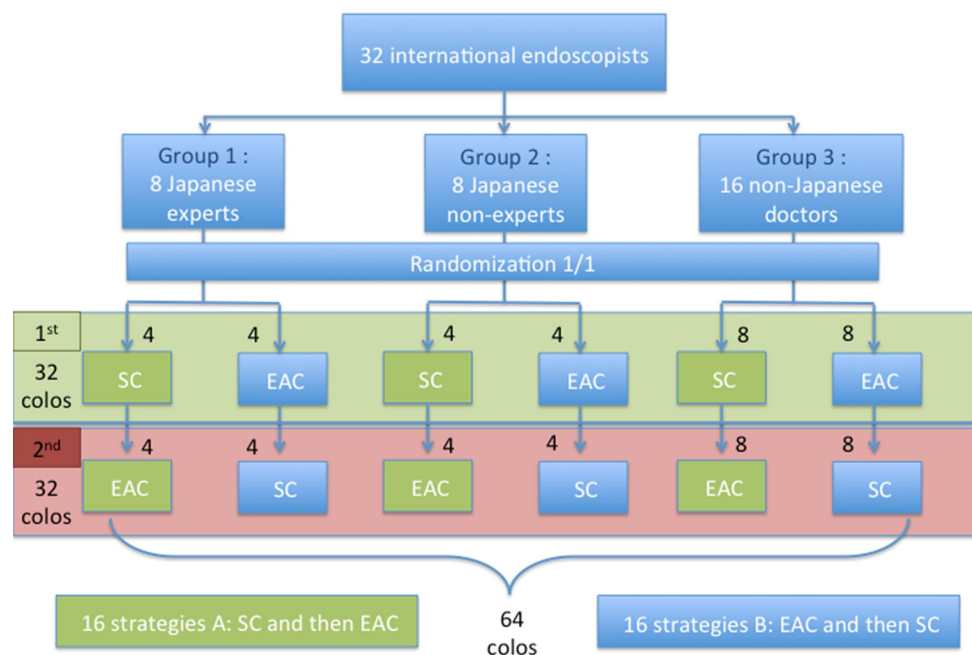 32 international endoscopists
Group 1 :
8 Japanese
experts
Group 2 :
8 Japanese
non-experts
Group 3 :
16 non-Japanese
doctors
Randomization 1/1
1st
32
colos
4
4
4
4
8
8
SC
EAC
SC
EAC
SC
EAC
2nd
32
colos
4
4
4
4
8
8
EAC
SC
EAC
SC
EAC
SC
16 strategies A: SC and then EAC
64
colos
16 strategies B: EAC and then SC